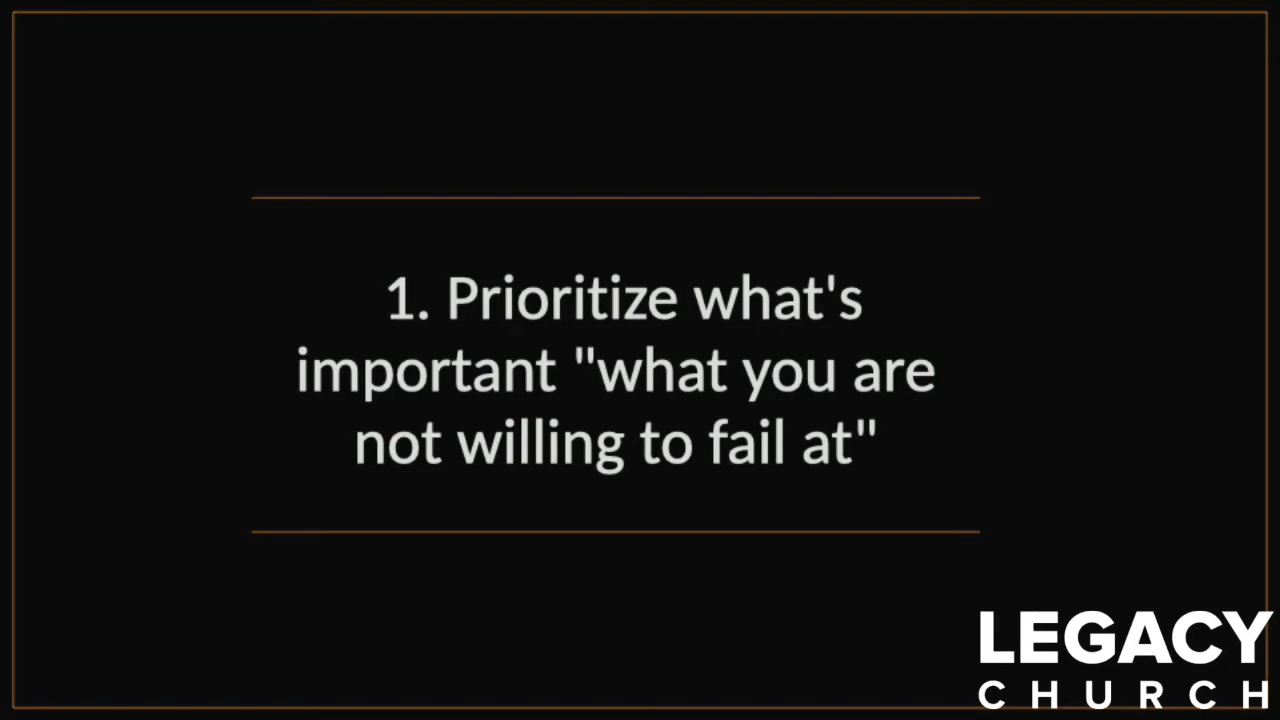 1. Prioritize what's
important "what you are
not willing to fail at"
LEGACY
CHURCH